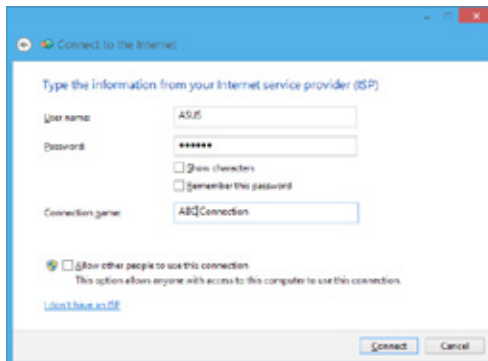 Connect to the Internet
Type the information from your Internet service provider (ISP)
User name: ASUS
Password: ••••••
Show characters
Remember this password
Connection name: ABC Connection
Allow other people to use this connection
This option allows anyone with access to this computer to use this connection.
I don't have an ISP
Connect Cancel